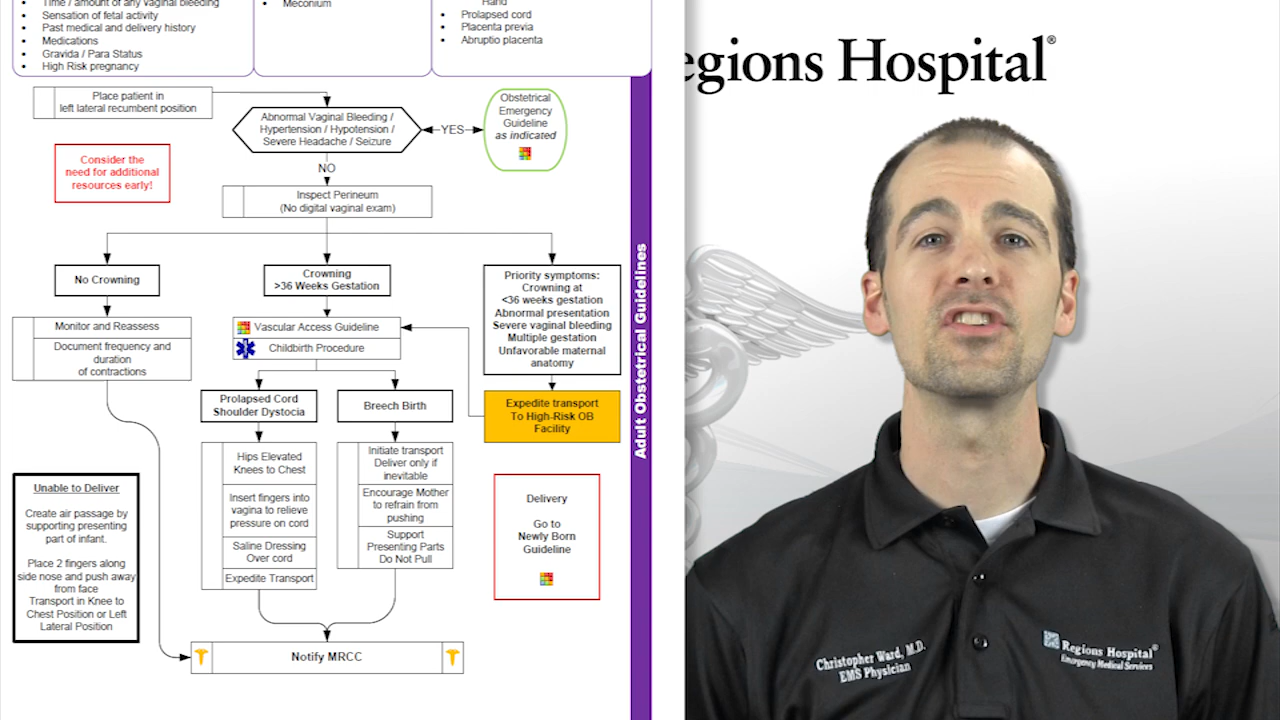 Time / amount of any vaginal bleeding
Sensation of fetal activity
Past medical and delivery history
Medications
Gravida / Para Status
High Risk pregnancy
Meconium
Hand
Prolapsed cord
Placenta previa
Abruptio placenta
Place patient in
left lateral recumbent position
Abnormal Vaginal Bleeding /
Hypertension / Hypotension /
Severe Headache / Seizure
YES
Obstetrical
Emergency
Guideline
as indicated
Consider the
need for additional
resources early!
NO
Inspect Perineum
(No digital vaginal exam)
No Crowning
Crowning
>36 Weeks Gestation
Priority symptoms:
Crowning at
<36 weeks gestation
Abnormal presentation
Severe vaginal bleeding
Multiple gestation
Unfavorable maternal
anatomy
Monitor and Reassess
Document frequency and
duration
of contractions
Vascular Access Guideline
Childbirth Procedure
Prolapsed Cord
Shoulder Dystocia
Breech Birth
Expedite transport
To High-Risk OB
Facility
Hips Elevated
Knees to Chest
Insert fingers into
vagina to relieve
pressure on cord
Saline Dressing
Over cord
Expedite Transport
Initiate transport
Deliver only if
inevitable
Encourage Mother
to refrain from
pushing
Support
Presenting Parts
Do Not Pull
Unable to Deliver
Create air passage by
supporting presenting
part of infant.
Place 2 fingers along
side nose and push away
from face
Transport in Knee to
Chest Position or Left
Lateral Position
Delivery
Go to
Newly Born
Guideline
Notify MRCC
Adult Obstetrical Guidelines
egions Hospital®
Christopher Ward, M.D.
EMS Physician
Regions Hospital®
Emergency Medical Services